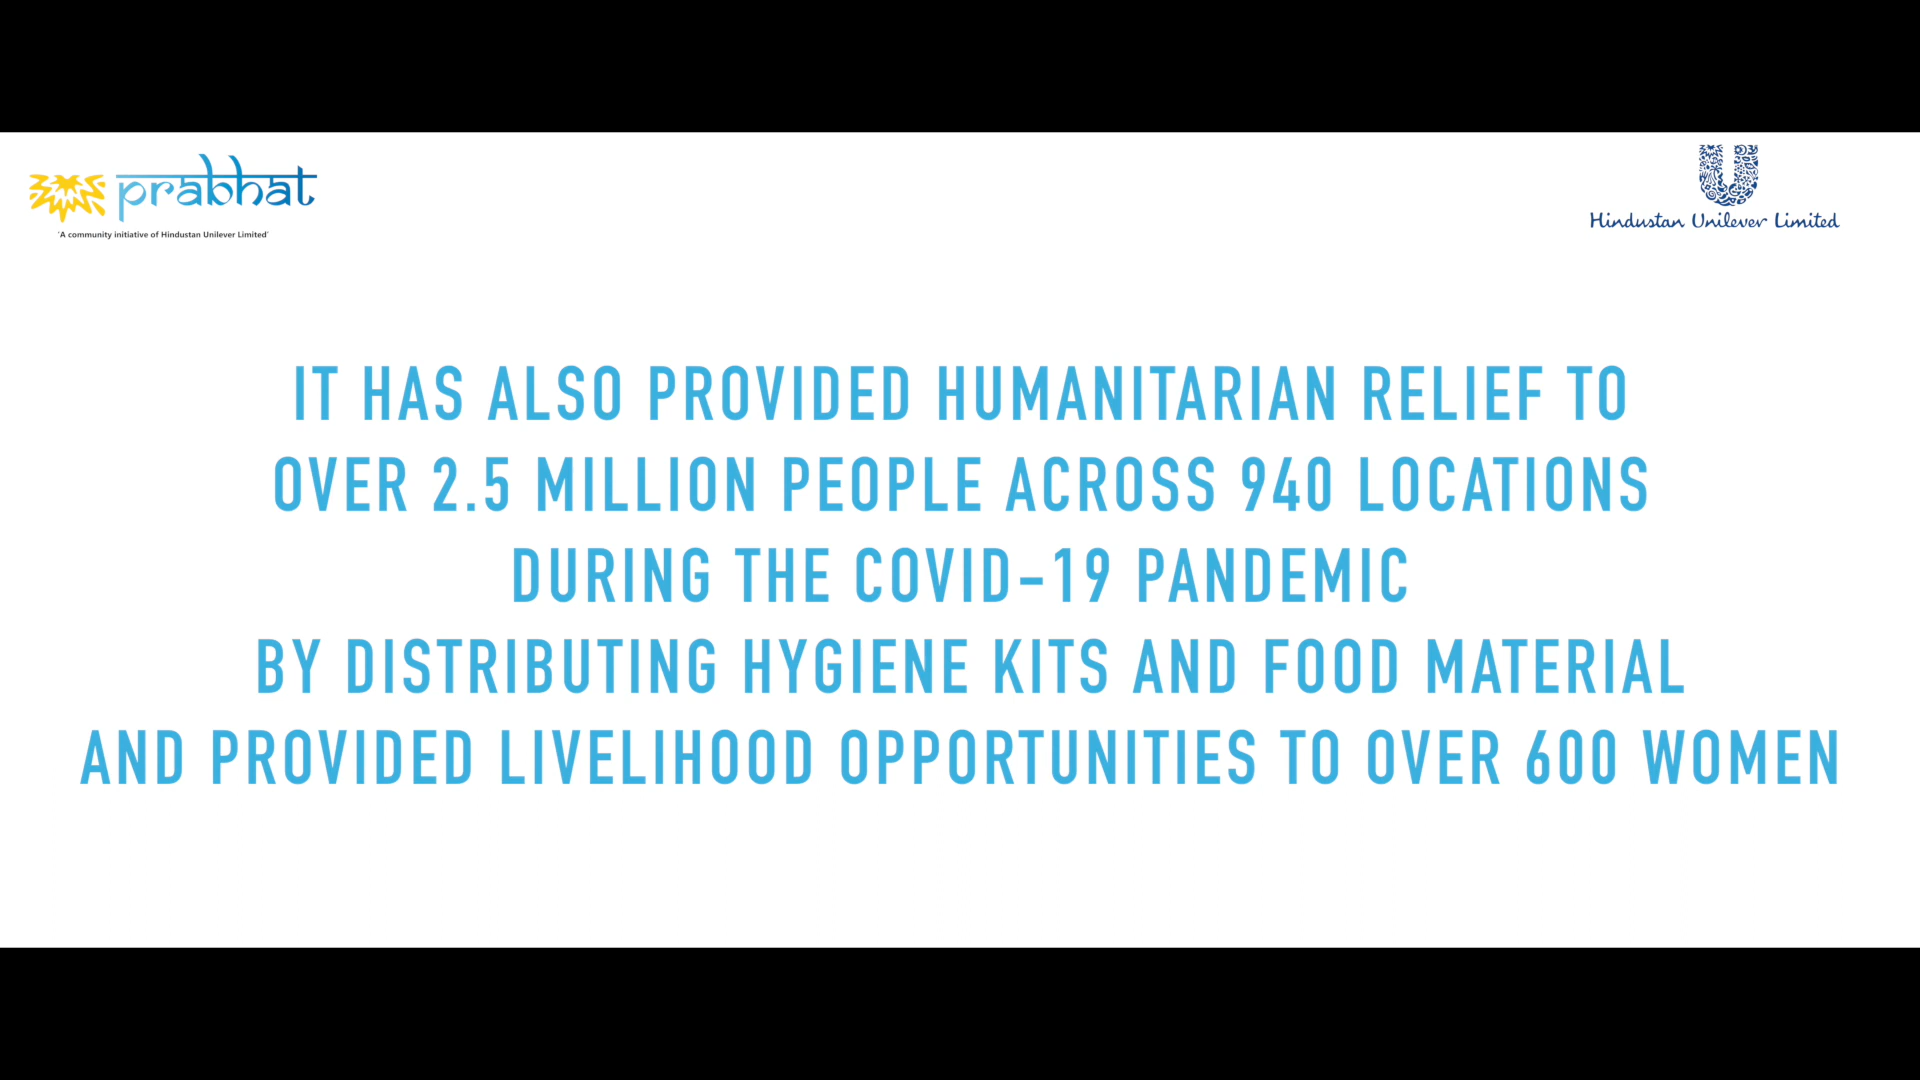 prabhat
'A community initiative of Hindustan Unilever Limited'
Hindustan Unilever Limited
IT HAS ALSO PROVIDED HUMANITARIAN RELIEF TO
OVER 2.5 MILLION PEOPLE ACROSS 940 LOCATIONS
DURING THE COVID-19 PANDEMIC
BY DISTRIBUTING HYGIENE KITS AND FOOD MATERIAL
AND PROVIDED LIVELIHOOD OPPORTUNITIES TO OVER 600 WOMEN